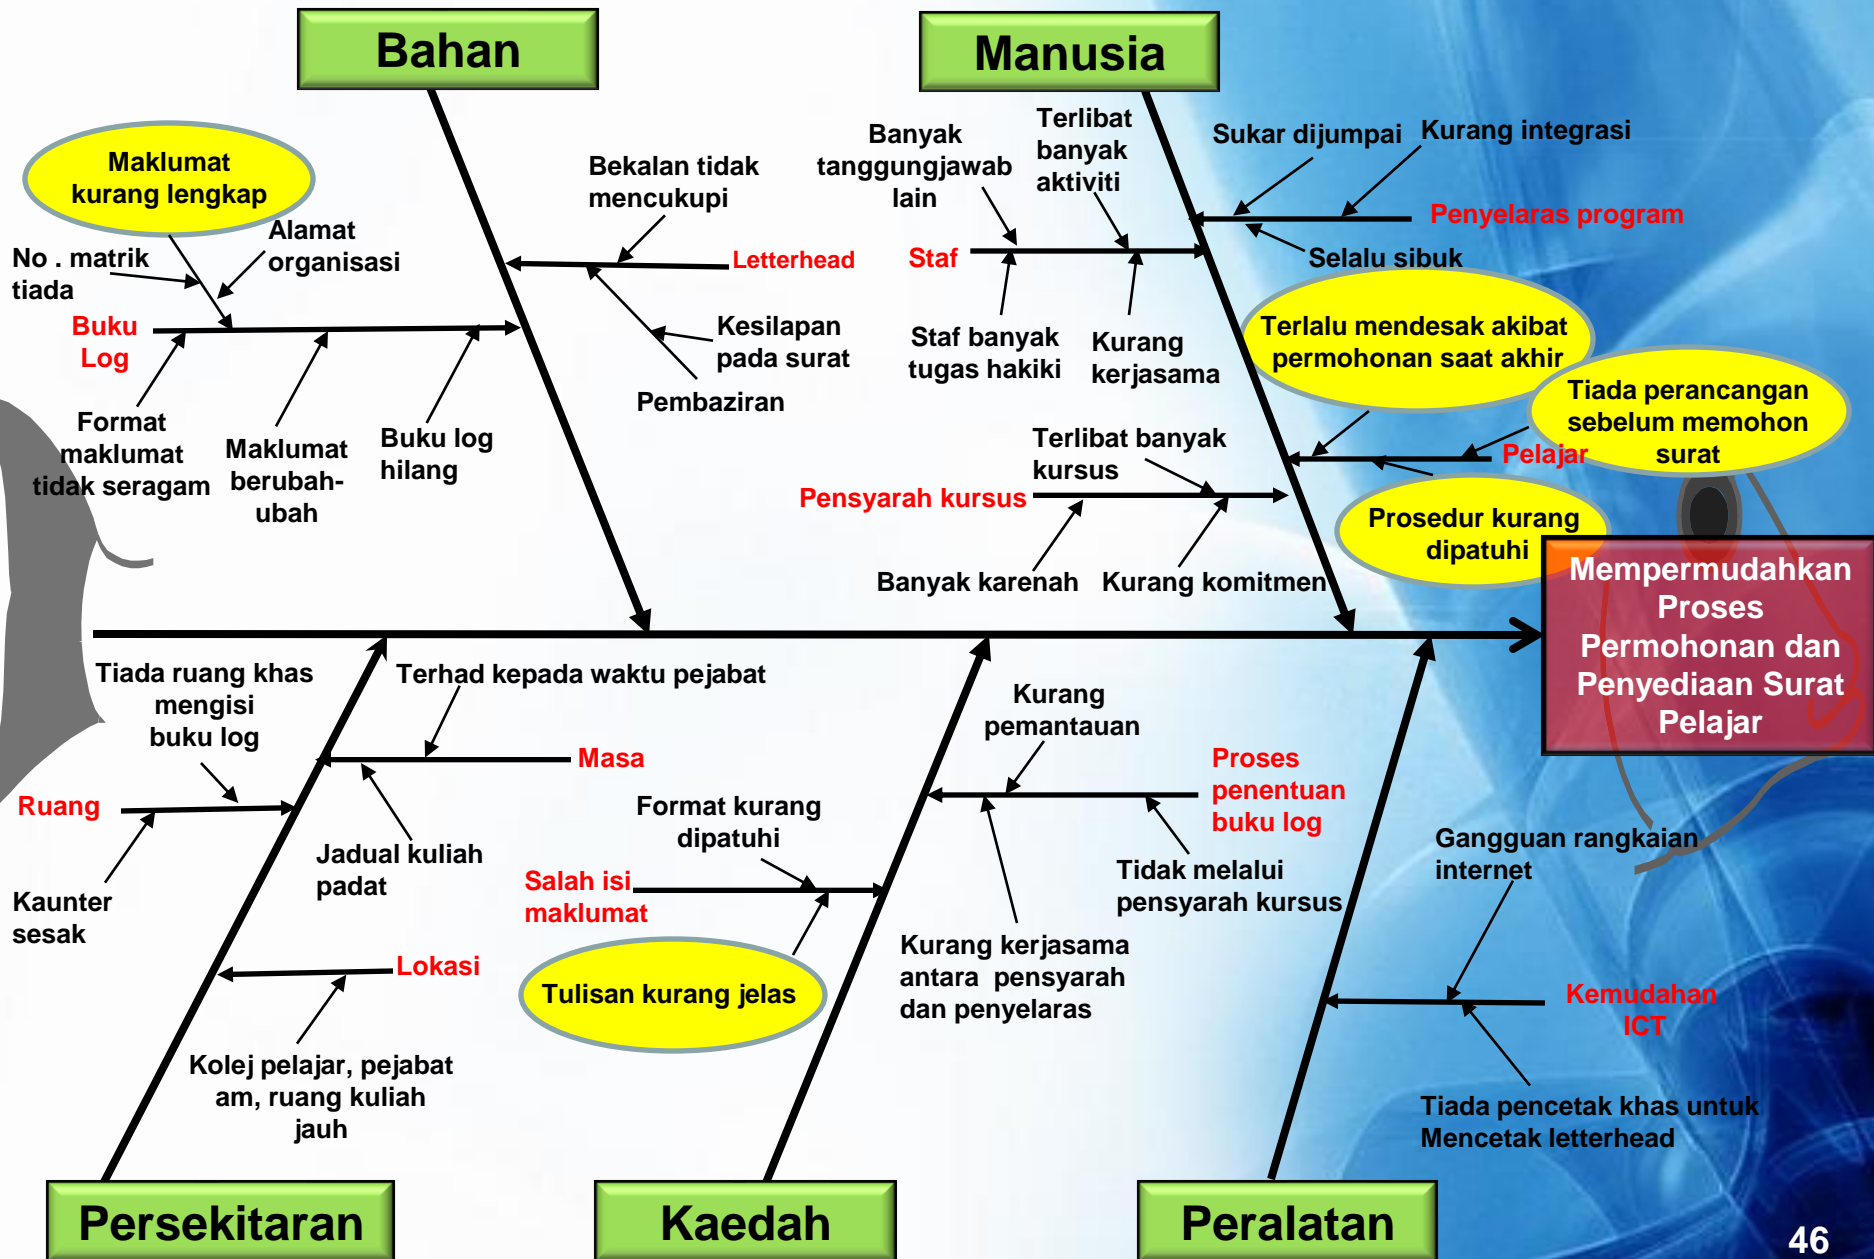 Bahan
Manusia
Maklumat
kurang lengkap
No . matrik
tiada
Alamat
organisasi
Buku
Log
Format
maklumat
tidak seragam
Maklumat
berubah-
ubah
Buku log
hilang
Bekalan tidak
mencukupi
Letterhead
Kesilapan
pada surat
Pembaziran
Banyak
tanggungjawab
lain
Terlibat
banyak
aktiviti
Staf
Staf banyak
tugas hakiki
Kurang
kerjasama
Sukar dijumpai
Kurang integrasi
Penyelaras program
Selalu sibuk
Terlalu mendesak akibat
permohonan saat akhir
Tiada perancangan
sebelum memohon
surat
Pelajar
Prosedur kurang
dipatuhi
Terlibat banyak
kursus
Pensyarah kursus
Banyak karenah
Kurang komitmen
Mempermudahkan
Proses
Permohonan dan
Penyediaan Surat
Pelajar
Tiada ruang khas
mengisi
buku log
Ruang
Kaunter
sesak
Terhad kepada waktu pejabat
Masa
Jadual kuliah
padat
Lokasi
Kolej pelajar, pejabat
am, ruang kuliah
jauh
Kurang
pemantauan
Proses
penentuan
buku log
Format kurang
dipatuhi
Salah isi
maklumat
Tulisan kurang jelas
Tidak melalui
pensyarah kursus
Kurang kerjasama
antara pensyarah
dan penyelaras
Gangguan rangkaian
internet
Kemudahan
ICT
Tiada pencetak khas untuk
Mencetak letterhead
Persekitaran
Kaedah
Peralatan
46